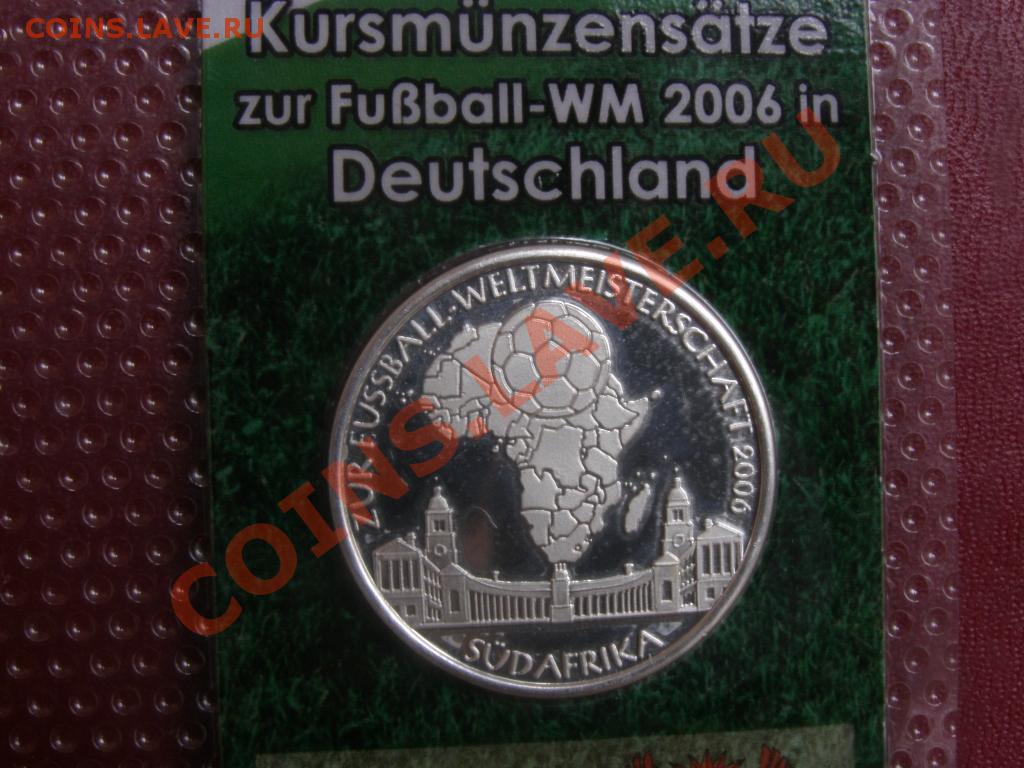 COINS.LAVE.RU
Kursmünzensätze
zur Fußball-WM 2006 in
Deutschland
ZUR FUSSBALL-WELTMEISTERSCHAFT 2006
SÜDAFRIKA
COINS.LAVE.RU